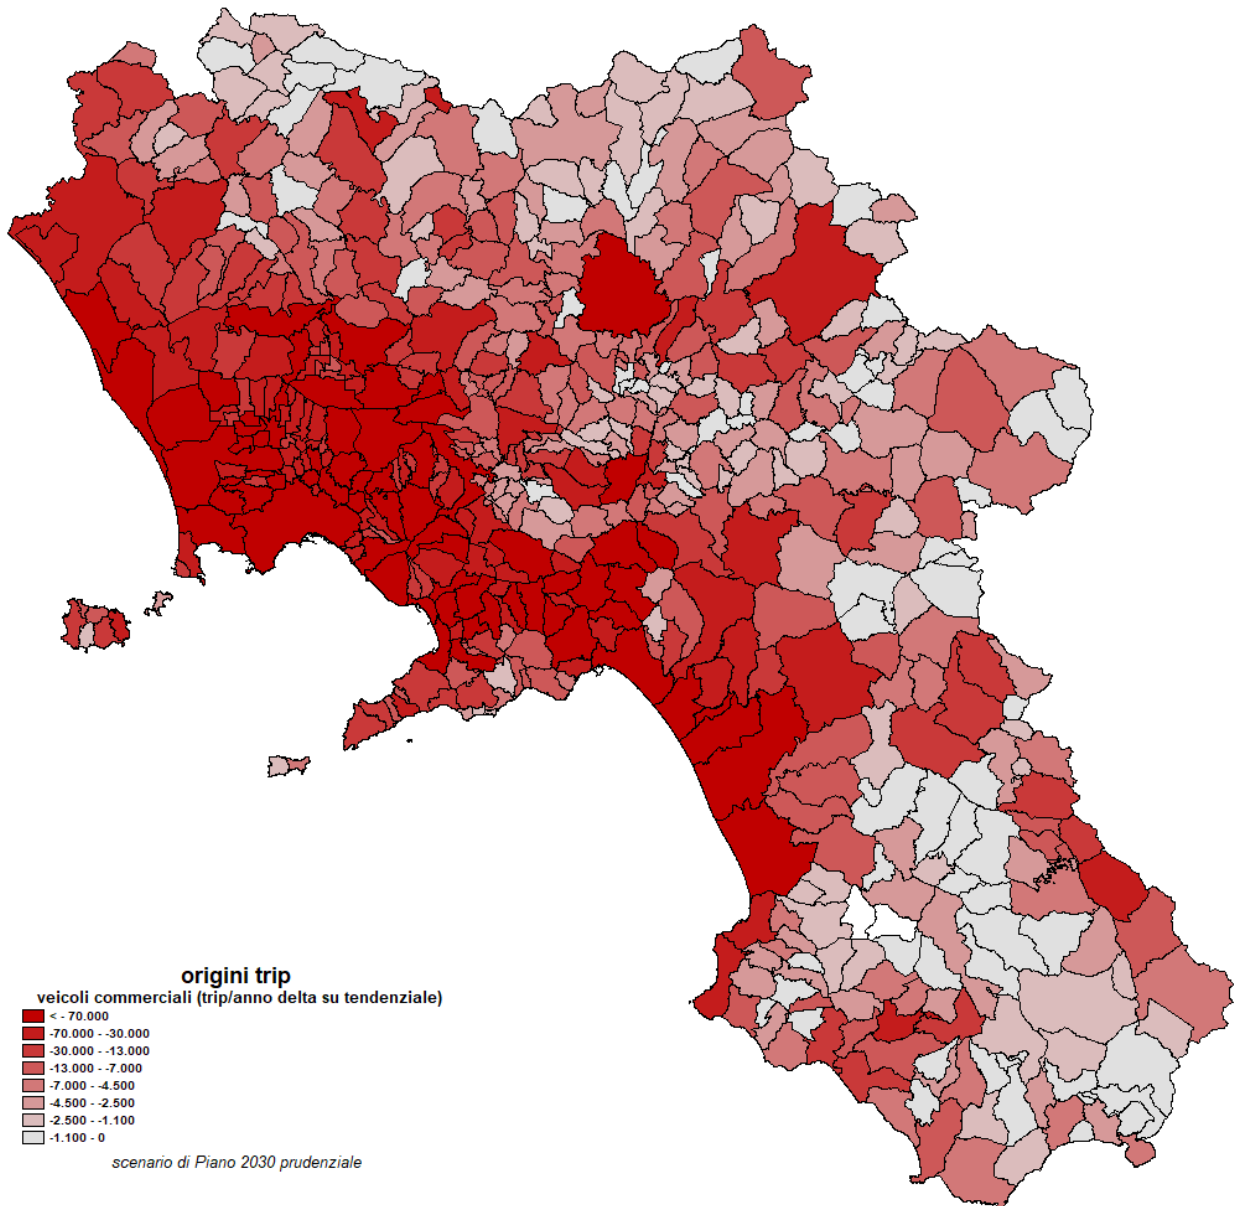 origini trip
veicoli commerciali (trip/anno delta su tendenziale)
< - 70.000
-70.000 - -30.000
-30.000 - -13.000
-13.000 - -7.000
-7.000 - -4.500
-4.500 - -2.500
-2.500 - -1.100
-1.100 - 0
scenario di Piano 2030 prudenziale